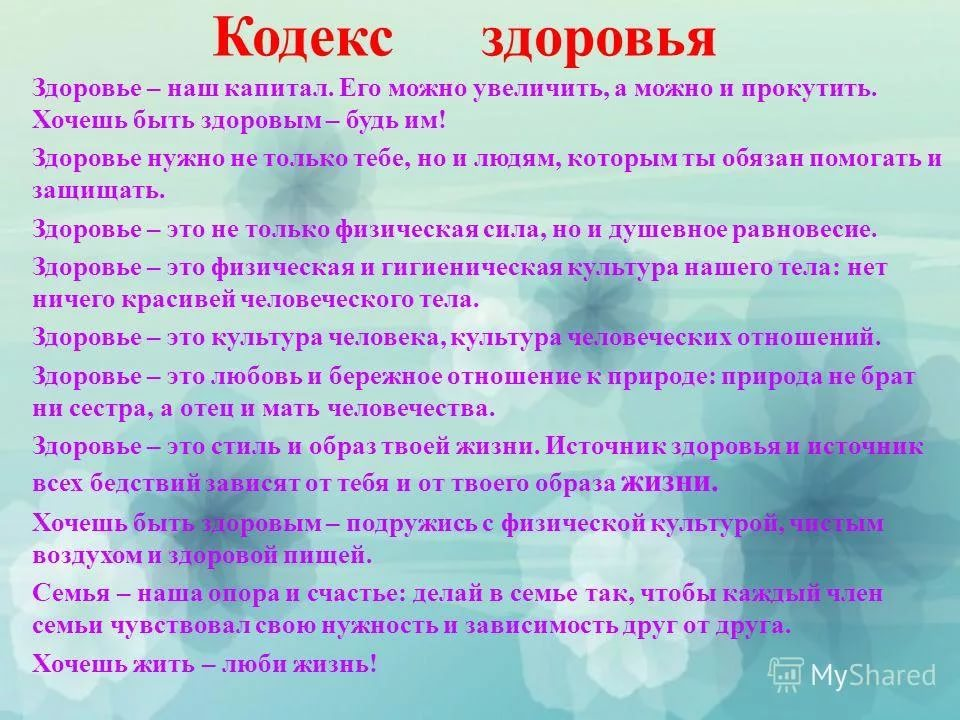 Кодекс здоровья
Здоровье – наш капитал. Его можно увеличить, а можно и прокутить.
Хочешь быть здоровым – будь им!
Здоровье нужно не только тебе, но и людям, которым ты обязан помогать и
защищать.
Здоровье – это не только физическая сила, но и душевное равновесие.
Здоровье – это физическая и гигиеническая культура нашего тела: нет
ничего красивей человеческого тела.
Здоровье – это культура человека, культура человеческих отношений.
Здоровье – это любовь и бережное отношение к природе: природа не брат
ни сестра, а отец и мать человечества.
Здоровье – это стиль и образ твоей жизни. Источник здоровья и источник
всех бедствий зависят от тебя и от твоего образа жизни.
Хочешь быть здоровым – подружись с физической культурой, чистым
воздухом и здоровой пищей.
Семья – наша опора и счастье: делай в семье так, чтобы каждый член
семьи чувствовал свою нужность и зависимость друг от друга.
Хочешь жить – люби жизнь!
MyShared